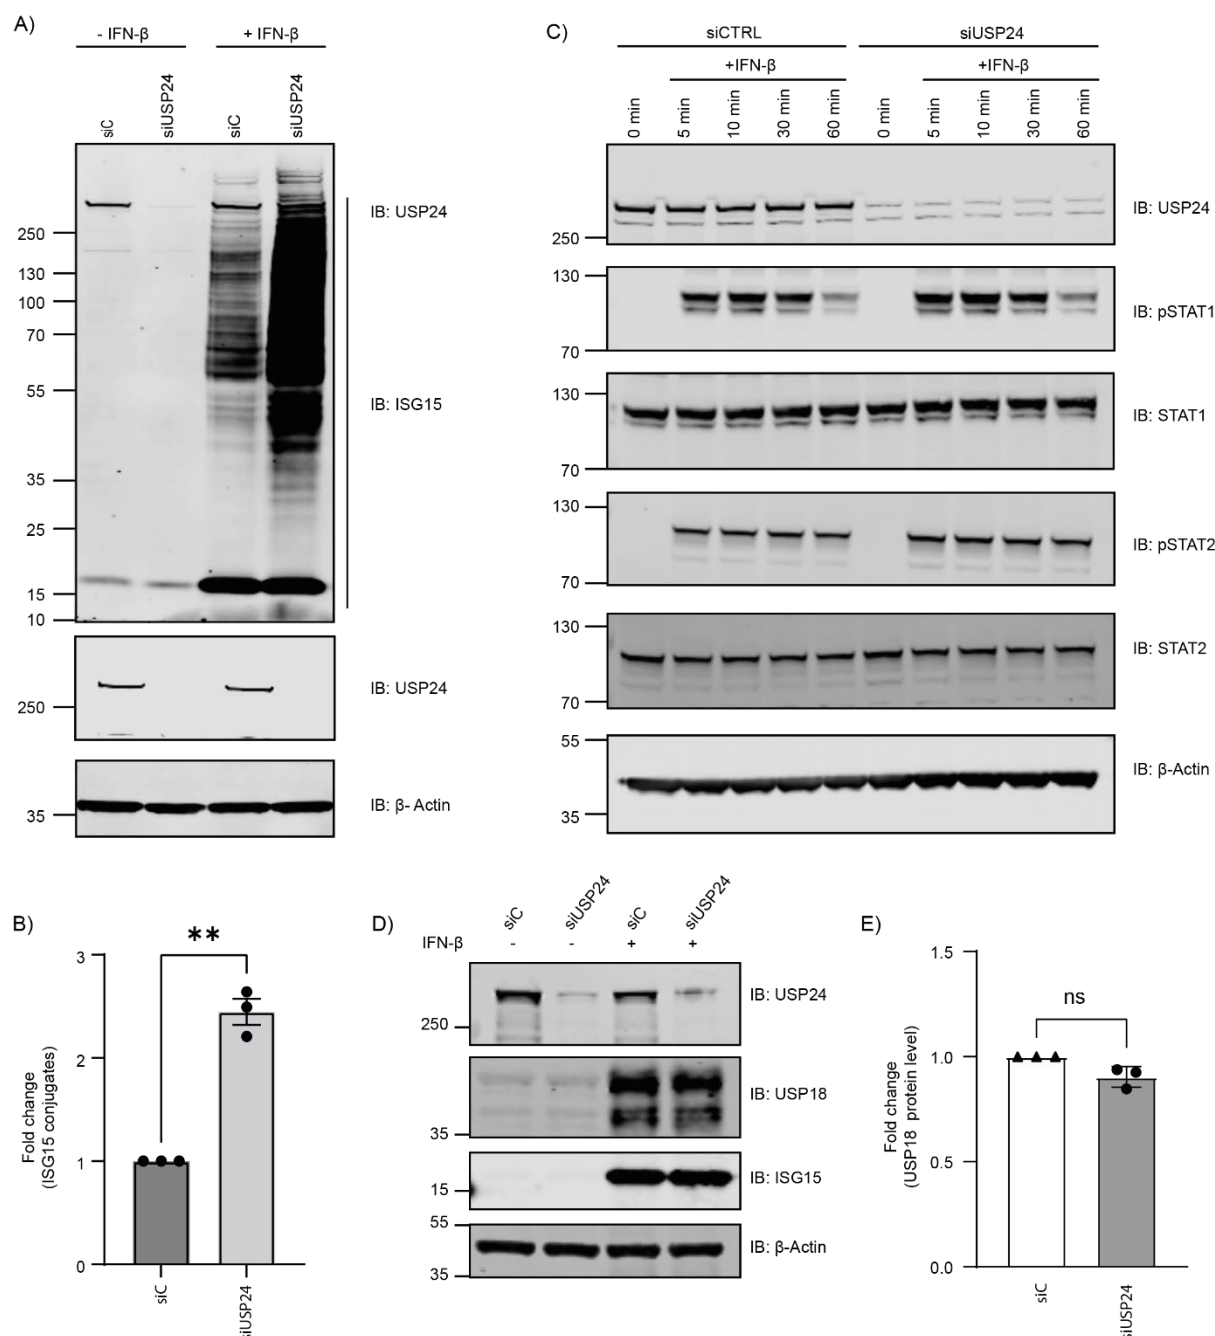 A)
- IFN-β
+ IFN-β
siC
siUSP24
siC
siUSP24
IB: USP24
250
130
100
70
55
IB: ISG15
35
25
15
10
IB: USP24
250
IB: β- Actin
35
C)
siCTRL
siUSP24
+IFN-β
+IFN-β
0 min
5 min
10 min
30 min
60 min
0 min
5 min
10 min
30 min
60 min
IB: USP24
250
130
IB: pSTAT1
70
130
IB: STAT1
70
130
IB: pSTAT2
70
130
IB: STAT2
70
55
IB: β-Actin
35
B)
**
3
2
1
0
Fold change
(ISG15 conjugates)
siC
siUSP24
D)
siC
siUSP24
siC
siUSP24
IFN-β
-
-
+
+
IB: USP24
250
IB: USP18
35
IB: ISG15
15
55
IB: β-Actin
35
E)
ns
1.5
1.0
0.5
0.0
Fold change
(USP18 protein level)
siC
siUSP24